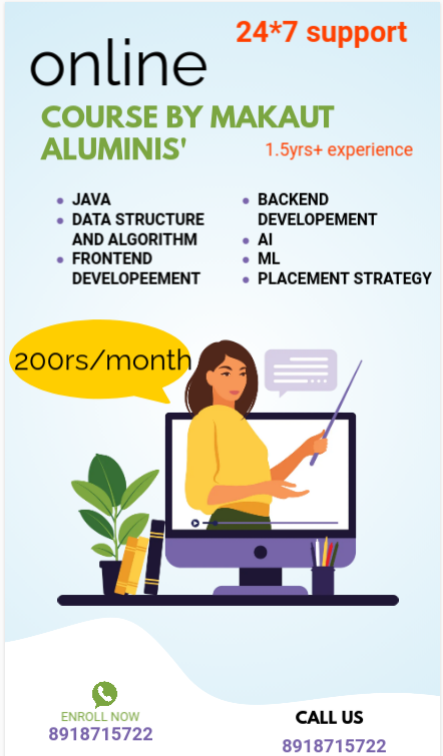 24*7 support
online
COURSE BY MAKAUT
ALUMINIS'
1.5yrs+ experience
JAVA
DATA STRUCTURE
AND ALGORITHM
FRONTEND
DEVELOPEEMENT
BACKEND
DEVELOPEMENT
AI
ML
PLACEMENT STRATEGY
200rs/month
ENROLL NOW
8918715722
CALL US
8918715722